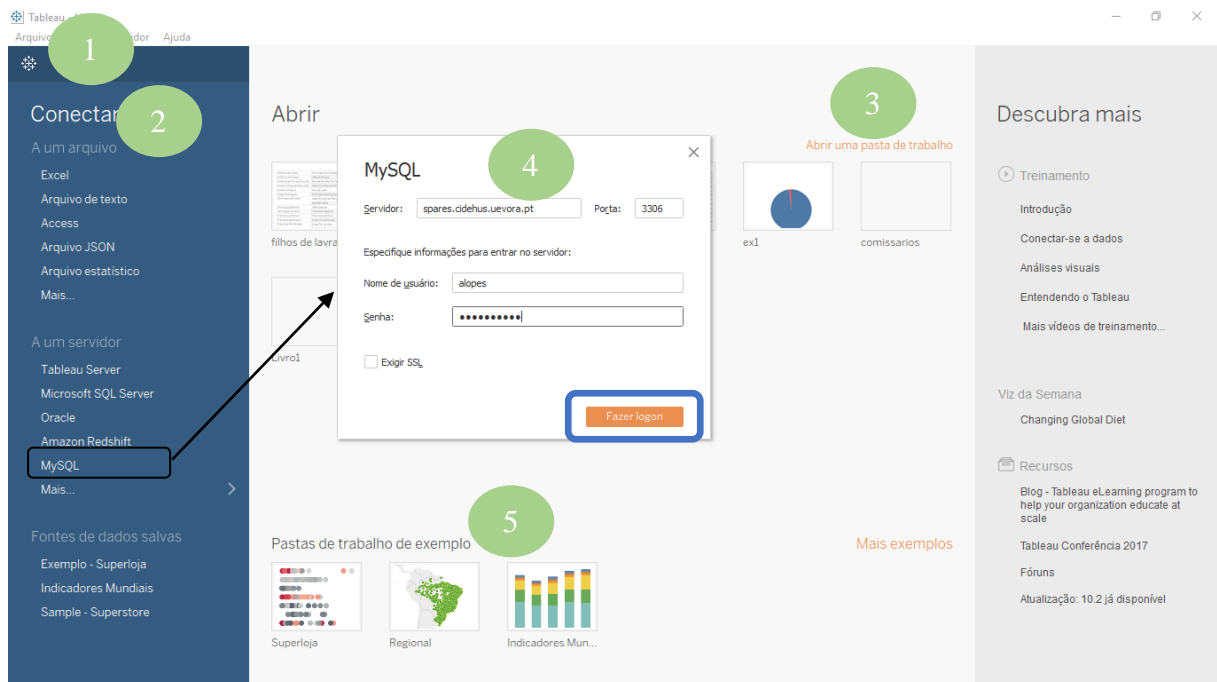 Tableau
Arquivo
Ajuda
1
2
3
4
5
Conectar
A um arquivo
Excel
Arquivo de texto
Access
Arquivo JSON
Arquivo estatístico
Mais...
A um servidor
Tableau Server
Microsoft SQL Server
Oracle
Amazon Redshift
MySQL
Mais...
Fontes de dados salvas
Exemplo - Superloja
Indicadores Mundiais
Sample - Superstore
Abrir
Abrir uma pasta de trabalho
filhos de lavra
ex1
comissarios
Livro1
MySQL
Servidor: spares.cidehus.uevora.pt Porta: 3306
Especifique informações para entrar no servidor:
Nome de usuário: alopes
Senha: ••••••••••
Exigir SSL
Fazer logon
Pastas de trabalho de exemplo
Mais exemplos
Superloja
Regional
Indicadores Mun...
Descubra mais
Treinamento
Introdução
Conectar-se a dados
Análises visuais
Entendendo o Tableau
Mais vídeos de treinamento...
Viz da Semana
Changing Global Diet
Recursos
Blog - Tableau eLearning program to
help your organization educate at
scale
Tableau Conferência 2017
Fóruns
Atualização: 10.2 já disponível